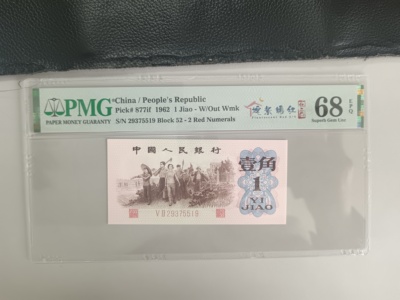 PMG
PAPER MONEY GUARANTY
China / People's Republic
Pick# 877if 1962 1 Jiao - W/Out Wmk
S/N 29375519 Block 52 - 2 Red Numerals
68 EPQ
Superb Gem Unc
中國人民銀行
壹角
1
YI
JIAO
29375519